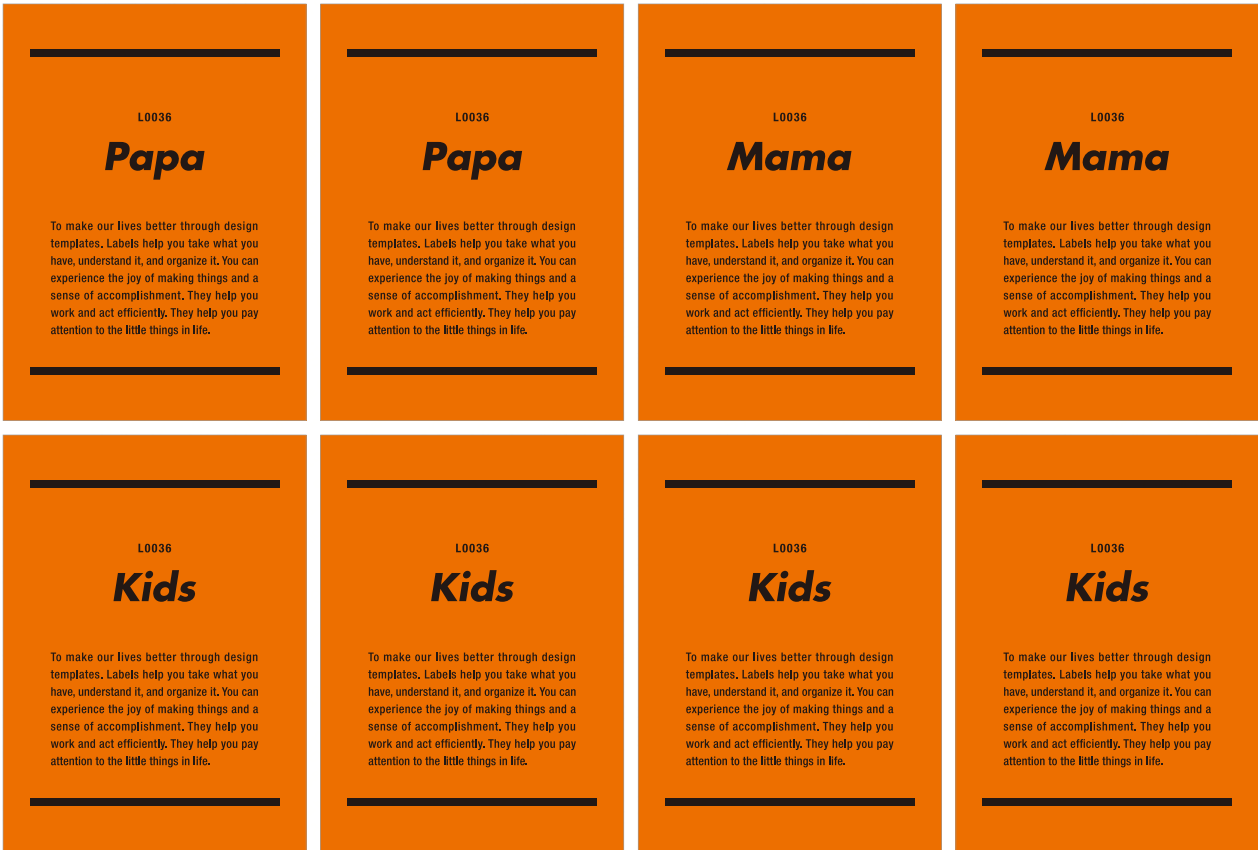 L0036
Papa
To make our lives better through design
templates. Labels help you take what you
have, understand it, and organize it. You can
experience the joy of making things and a
sense of accomplishment. They help you
work and act efficiently. They help you pay
attention to the little things in life.
L0036
Papa
To make our lives better through design
templates. Labels help you take what you
have, understand it, and organize it. You can
experience the joy of making things and a
sense of accomplishment. They help you
work and act efficiently. They help you pay
attention to the little things in life.
L0036
Mama
To make our lives better through design
templates. Labels help you take what you
have, understand it, and organize it. You can
experience the joy of making things and a
sense of accomplishment. They help you
work and act efficiently. They help you pay
attention to the little things in life.
L0036
Mama
To make our lives better through design
templates. Labels help you take what you
have, understand it, and organize it. You can
experience the joy of making things and a
sense of accomplishment. They help you
work and act efficiently. They help you pay
attention to the little things in life.
L0036
Kids
To make our lives better through design
templates. Labels help you take what you
have, understand it, and organize it. You can
experience the joy of making things and a
sense of accomplishment. They help you
work and act efficiently. They help you pay
attention to the little things in life.
L0036
Kids
To make our lives better through design
templates. Labels help you take what you
have, understand it, and organize it. You can
experience the joy of making things and a
sense of accomplishment. They help you
work and act efficiently. They help you pay
attention to the little things in life.
L0036
Kids
To make our lives better through design
templates. Labels help you take what you
have, understand it, and organize it. You can
experience the joy of making things and a
sense of accomplishment. They help you
work and act efficiently. They help you pay
attention to the little things in life.
L0036
Kids
To make our lives better through design
templates. Labels help you take what you
have, understand it, and organize it. You can
experience the joy of making things and a
sense of accomplishment. They help you
work and act efficiently. They help you pay
attention to the little things in life.